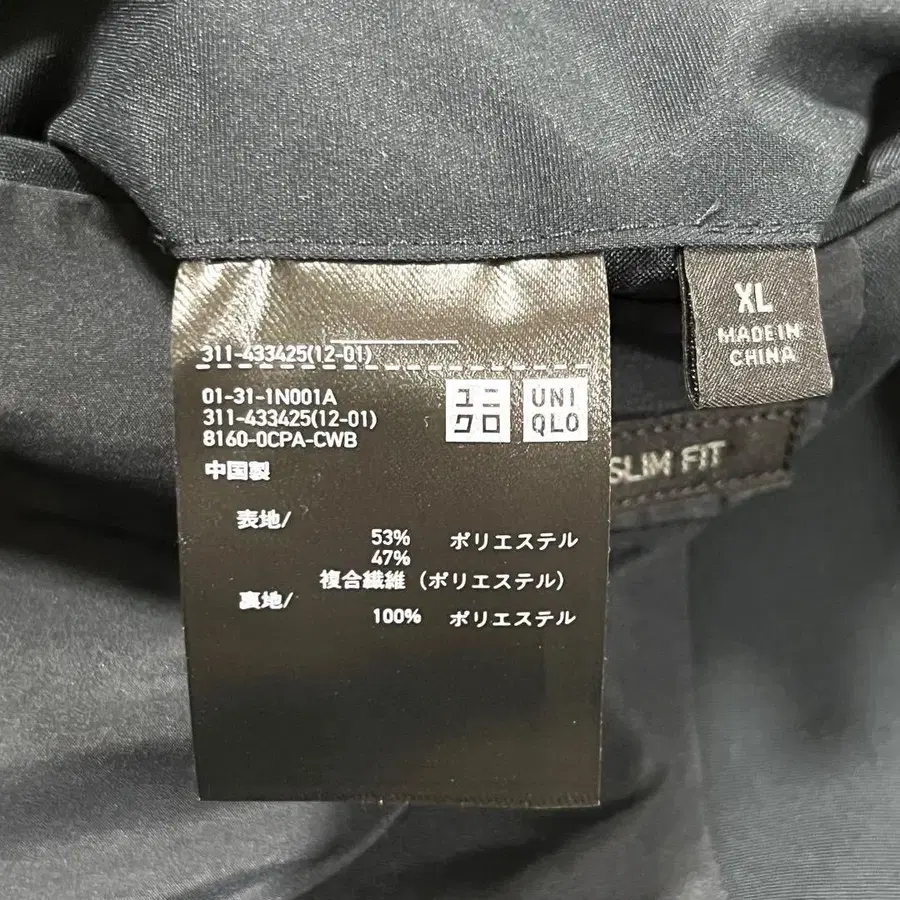 311-433425(12-01)
01-31-1N001A
311-433425(12-01)
8160-0CPA-CWB
中国製
ユニ
クロ
UNI
QLO
表地/
53% ポリエステル
47%
複合繊維(ポリエステル)
裏地/
100% ポリエステル
XL
MADE IN
CHINA
SLIM FIT